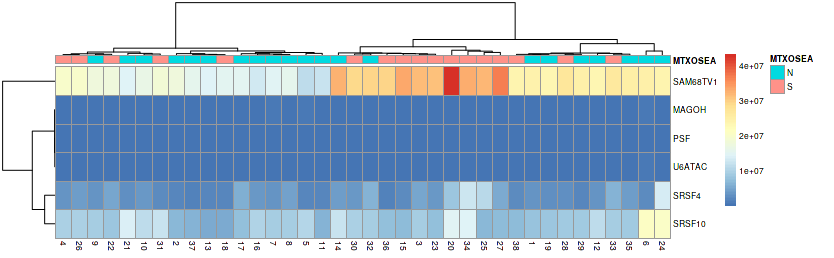 MTXOSEA
SAM68TV1
MAGOH
PSF
U6ATAC
SRSF4
SRSF10
4 26 9 22 21 10 31 2 37 13 18 17 16 7 8 5 11 14 30 32 36 15 3 23 20 34 25 27 38 1 19 28 29 12 33 35 6 24
4e+07
3e+07
2e+07
1e+07
MTXOSEA
N
S